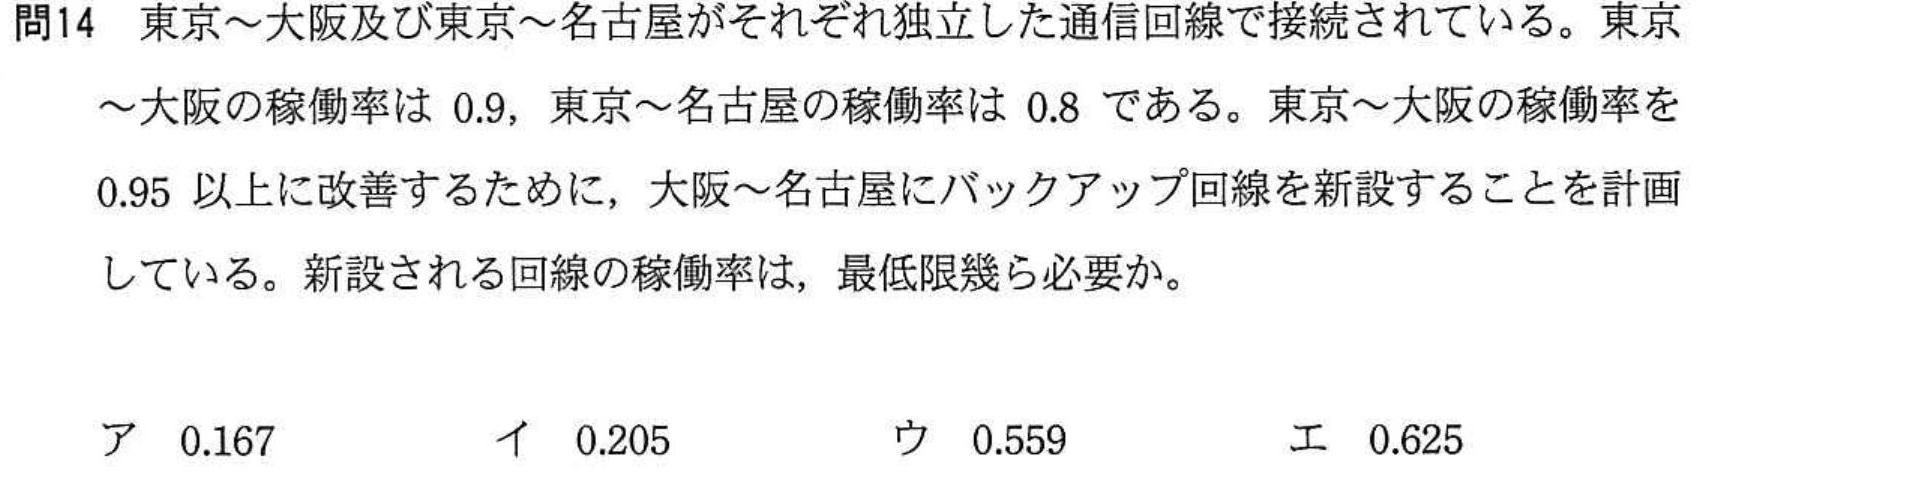 問14 東京～大阪及び東京～名古屋がそれぞれ独立した通信回線で接続されている。東京
～大阪の稼働率は 0.9，東京～名古屋の稼働率は 0.8 である。東京～大阪の稼働率を
0.95 以上に改善するために，大阪～名古屋にバックアップ回線を新設することを計画
している。新設される回線の稼働率は，最低限幾ら必要か。
ア 0.167 イ 0.205 ウ 0.559 エ 0.625